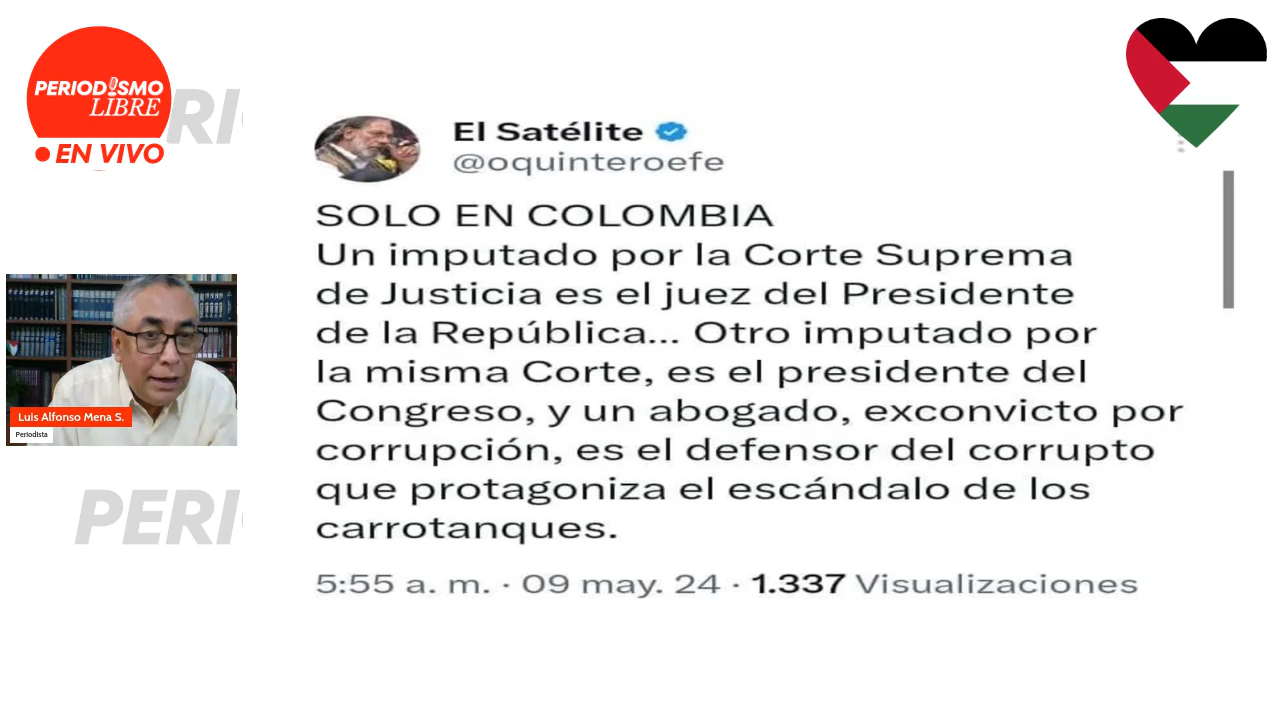 PERIODISMO
LIBRE
EN VIVO
RI
El Satélite
@oquinteroefe
SOLO EN COLOMBIA
Un imputado por la Corte Suprema
de Justicia es el juez del Presidente
de la República... Otro imputado por
la misma Corte, es el presidente del
Congreso, y un abogado, exconvicto por
corrupción, es el defensor del corrupto
que protagoniza el escándalo de los
carrotanques.
5:55 a. m. · 09 may. 24 · 1.337 Visualizaciones
Luis Alfonso Mena S.
Periodista
PERI